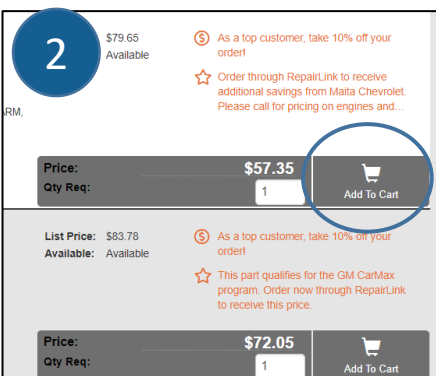 2
$79.65
Available
As a top customer, take 10% off your
order!
Order through RepairLink to receive
additional savings from Maita Chevrolet.
Please call for pricing on engines and...
ARM,
Price: $57.35
Qty Req: 1
Add To Cart
List Price: $83.78
Available: Available
As a top customer, take 10% off your
order!
This part qualifies for the GM CarMax
program. Order now through RepairLink
to receive this price.
Price: $72.05
Qty Req: 1
Add To Cart